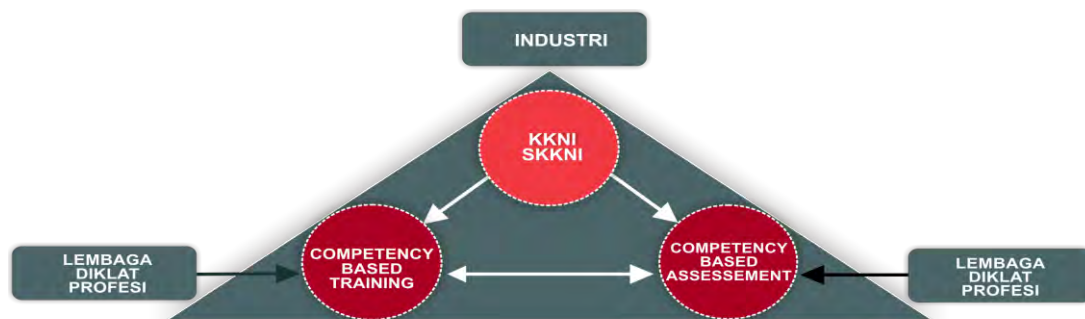 INDUSTRI
KKNI
SKKNI
COMPETENCY
BASED
TRAINING
COMPETENCY
BASED
ASSESSEMENT
LEMBAGA
DIKLAT
PROFESI
LEMBAGA
DIKLAT
PROFESI